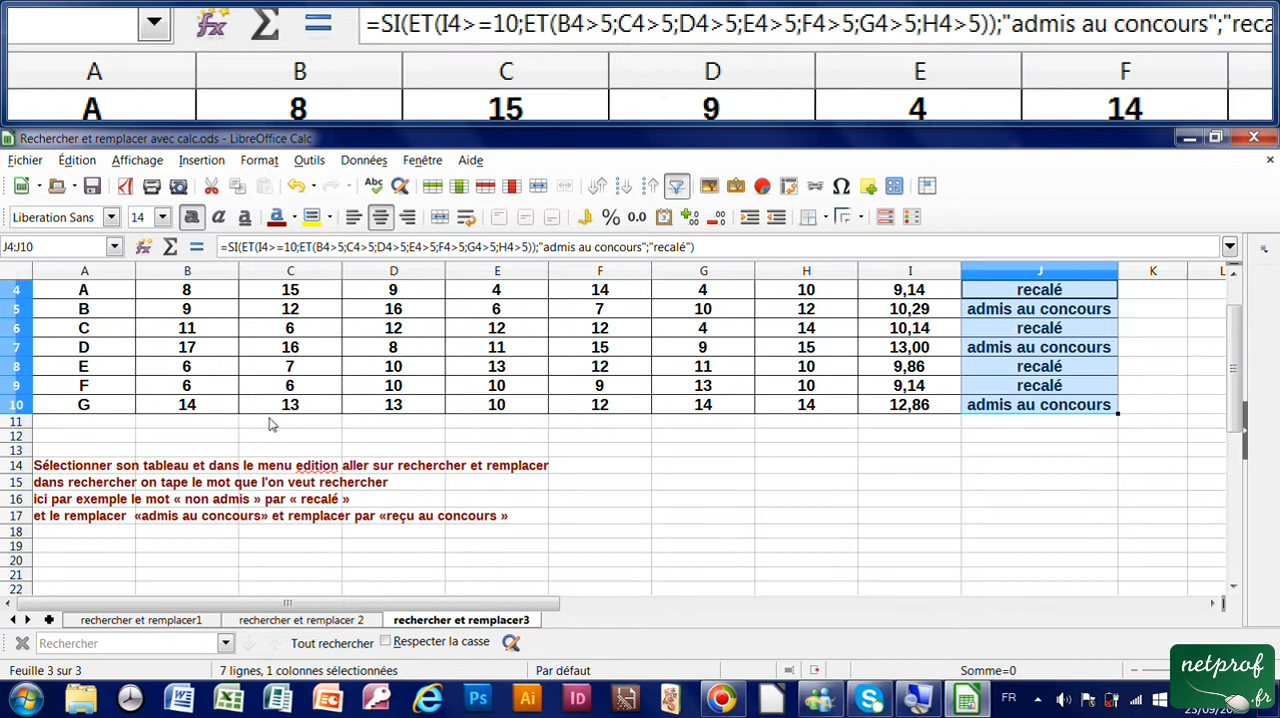 =SI(ET(I4>=10;ET(B4>5;C4>5;D4>5;E4>5;F4>5;G4>5;H4>5));"admis au concours";"reca
A B C D E F
A 8 15 9 4 14
Rechercher et remplacer avec calc.ods - LibreOffice Calc
Fichier Édition Affichage Insertion Format Outils Données Fenêtre Aide
Liberation Sans 14
J4:J10 =SI(ET(I4>=10;ET(B4>5;C4>5;D4>5;E4>5;F4>5;G4>5;H4>5));"admis au concours";"recalé")
A B C D E F G H I J K L
4 A 8 15 9 4 14 4 10 9,14 recalé
5 B 9 12 16 6 7 10 12 10,29 admis au concours
6 C 11 6 12 12 12 4 14 10,14 recalé
7 D 17 16 8 11 15 9 15 13,00 admis au concours
8 E 6 7 10 13 12 11 10 9,86 recalé
9 F 6 6 10 10 9 13 10 9,14 recalé
10 G 14 13 13 10 12 14 14 12,86 admis au concours
11
12
13
14 Sélectionner son tableau et dans le menu edition aller sur rechercher et remplacer
15 dans rechercher on tape le mot que l'on veut rechercher
16 ici par exemple le mot « non admis » par « recalé »
17 et le remplacer «admis au concours» et remplacer par «reçu au concours »
18
19
20
21
22
rechercher et remplacer1 rechercher et remplacer 2 rechercher et remplacer3
Rechercher Tout rechercher Respecter la casse
Feuille 3 sur 3 7 lignes, 1 colonnes sélectionnées Par défaut Somme=0
Ps Ai Id FR
netprof
.fr